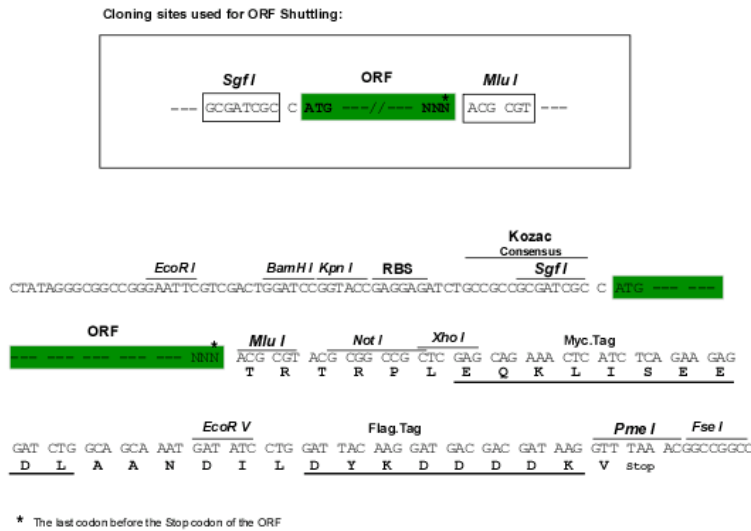 Cloning sites used for ORF Shuttling:
Sgf I ORF Mlu I
--- GCGATCGC C ATG ---//--- NNN* ACG CGT ---
Kozac
Consensus
EcoR I BamH I Kpn I RBS Sgf I
CTATAGGGCGGCCGGGAATTCGTCGACTGGATCCGGTACCGAGGAGATCTGCCGCCGCGATCGC C ATG --- ---
ORF Mlu I Not I Xho I Myc.Tag
--- --- --- --- --- --- NNN* ACG CGT ACG CGG CCG CTC GAG CAG AAA CTC ATC TCA GAA GAG
T R T R P L E Q K L I S E E
EcoR V Flag.Tag Pme I Fse I
GAT CTG GCA GCA AAT GAT ATC CTG GAT TAC AAG GAT GAC GAC GAT AAG GTT TAA ACGGCCGGCC
D L A A N D I L D Y K D D D D K V Stop
* The last codon before the Stop codon of the ORF